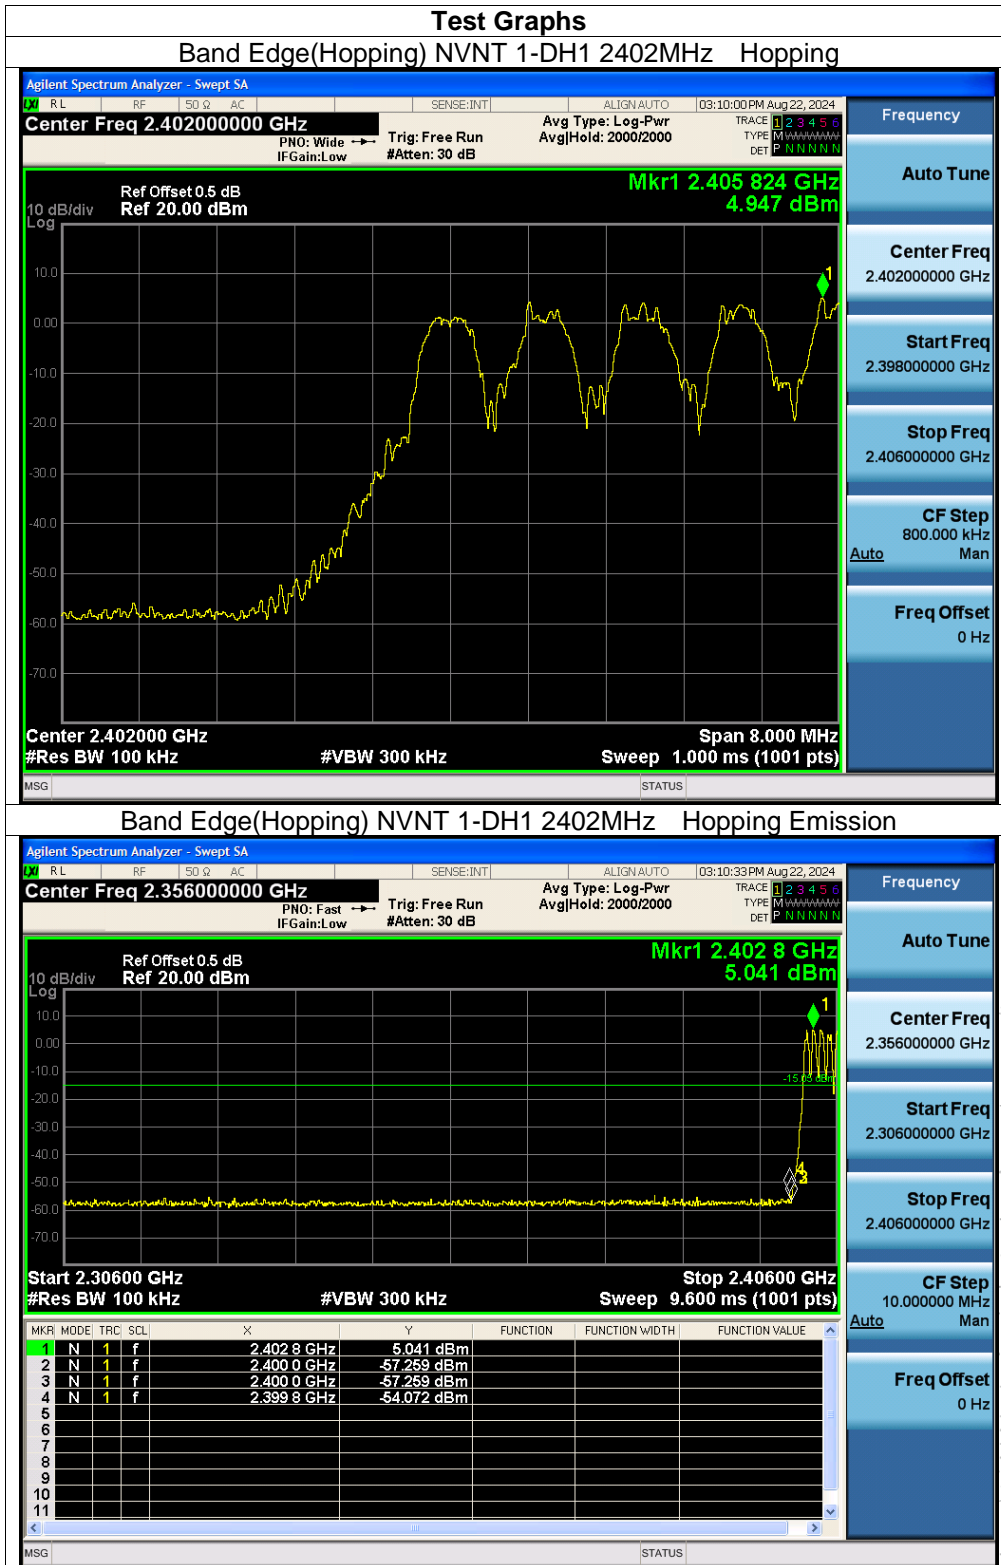 Test Graphs
Band Edge(Hopping) NVNT 1-DH1 2402MHz Hopping
Agilent Spectrum Analyzer - Swept SA
LXI RL RF 50 Ω AC SENSE:INT ALIGN AUTO 03:10:00 PM Aug 22, 2024
Center Freq 2.402000000 GHz
PNO: Wide
IFGain:Low
Trig: Free Run
#Atten: 30 dB
Avg Type: Log-Pwr
Avg|Hold: 2000/2000
TRACE 1 2 3 4 5 6
TYPE M
DET P N N N N N
Mkr1 2.405 824 GHz
4.947 dBm
Ref Offset 0.5 dB
10 dB/div Ref 20.00 dBm
Log
10.0
1
0.00
-10.0
-20.0
-30.0
-40.0
-50.0
-60.0
-70.0
Center 2.402000 GHz Span 8.000 MHz
#Res BW 100 kHz #VBW 300 kHz Sweep 1.000 ms (1001 pts)
MSG STATUS
Frequency
Auto Tune
Center Freq
2.402000000 GHz
Start Freq
2.398000000 GHz
Stop Freq
2.406000000 GHz
CF Step
800.000 kHz
Auto Man
Freq Offset
0 Hz
Band Edge(Hopping) NVNT 1-DH1 2402MHz Hopping Emission
Agilent Spectrum Analyzer - Swept SA
LXI RL RF 50 Ω AC SENSE:INT ALIGN AUTO 03:10:33 PM Aug 22, 2024
Center Freq 2.356000000 GHz
PNO: Fast
IFGain:Low
Trig: Free Run
#Atten: 30 dB
Avg Type: Log-Pwr
Avg|Hold: 2000/2000
TRACE 1 2 3 4 5 6
TYPE M
DET P N N N N N
Mkr1 2.402 8 GHz
5.041 dBm
Ref Offset 0.5 dB
10 dB/div Ref 20.00 dBm
Log
10.0
1
0.00
-10.0
-15.05 dBm
-20.0
-30.0
-40.0
-50.0
3
-60.0
-70.0
Start 2.30600 GHz Stop 2.40600 GHz
#Res BW 100 kHz #VBW 300 kHz Sweep 9.600 ms (1001 pts)
MKR MODE TRC SCL X Y FUNCTION FUNCTION WIDTH FUNCTION VALUE
1 N 1 f 2.402 8 GHz 5.041 dBm
2 N 1 f 2.400 0 GHz -57.259 dBm
3 N 1 f 2.400 0 GHz -57.259 dBm
4 N 1 f 2.399 8 GHz -54.072 dBm
5
6
7
8
9
10
11
MSG STATUS
Frequency
Auto Tune
Center Freq
2.356000000 GHz
Start Freq
2.306000000 GHz
Stop Freq
2.406000000 GHz
CF Step
10.000000 MHz
Auto Man
Freq Offset
0 Hz